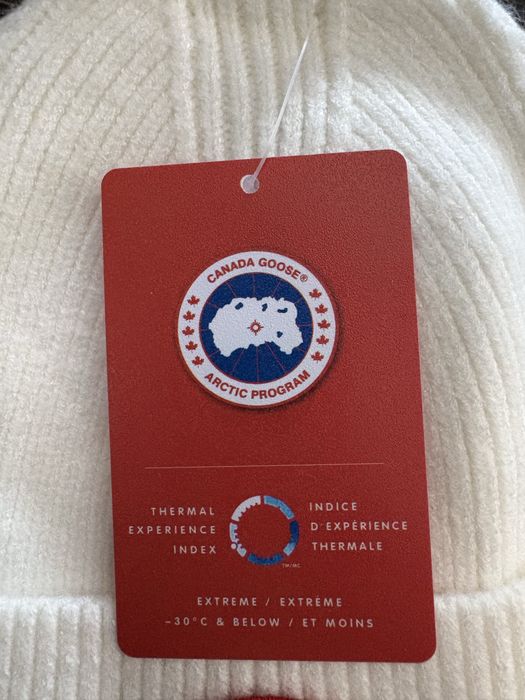 CANADA GOOSE®
ARCTIC PROGRAM
THERMAL
EXPERIENCE
INDEX
INDICE
D'EXPÉRIENCE
THERMALE
TM/MC
EXTREME / EXTRÊME
–30°C & BELOW / ET MOINS